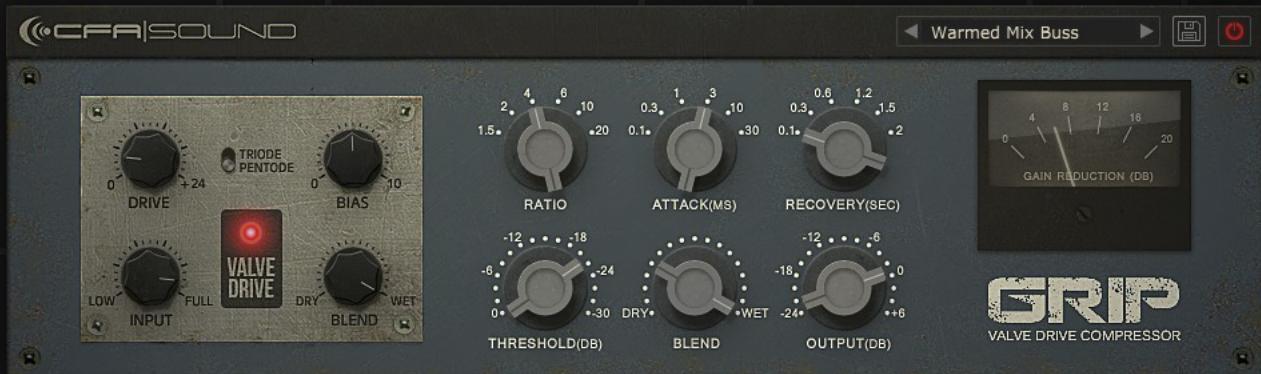 CFA|SOUND
Warmed Mix Buss
0 +24
DRIVE
TRIODE
PENTODE
0 10
BIAS
LOW FULL
INPUT
VALVE
DRIVE
DRY WET
BLEND
1.5 2 4 6 10 20
RATIO
0.1 0.3 1 3 10 30
ATTACK(MS)
0.1 0.3 0.6 1.2 1.5 2
RECOVERY(SEC)
0 -6 -12 -18 -24 -30
THRESHOLD(DB)
DRY WET
BLEND
-24 -18 -12 -6 0 +6
OUTPUT(DB)
0 4 8 12 16 20
GAIN REDUCTION (DB)
GRIP
VALVE DRIVE COMPRESSOR